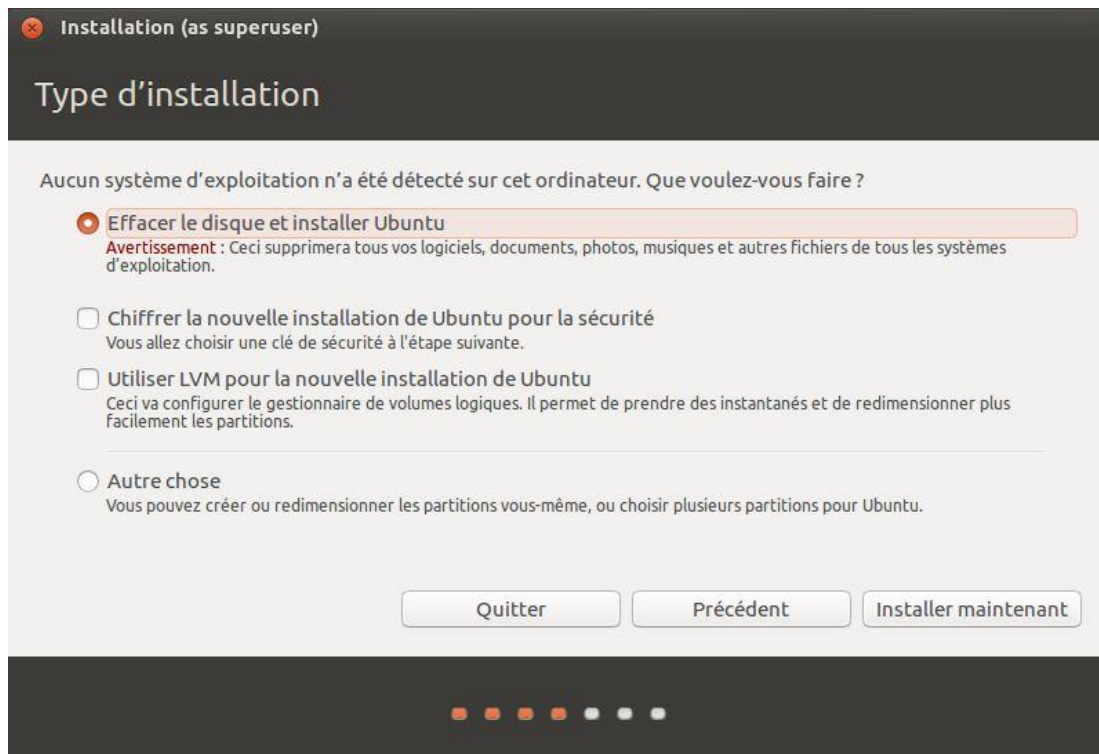 Installation (as superuser)
Type d’installation
Aucun système d’exploitation n’a été détecté sur cet ordinateur. Que voulez-vous faire ?
Effacer le disque et installer Ubuntu
Avertissement : Ceci supprimera tous vos logiciels, documents, photos, musiques et autres fichiers de tous les systèmes
d’exploitation.
Chiffrer la nouvelle installation de Ubuntu pour la sécurité
Vous allez choisir une clé de sécurité à l'étape suivante.
Utiliser LVM pour la nouvelle installation de Ubuntu
Ceci va configurer le gestionnaire de volumes logiques. Il permet de prendre des instantanés et de redimensionner plus
facilement les partitions.
Autre chose
Vous pouvez créer ou redimensionner les partitions vous-même, ou choisir plusieurs partitions pour Ubuntu.
Quitter Précédent Installer maintenant